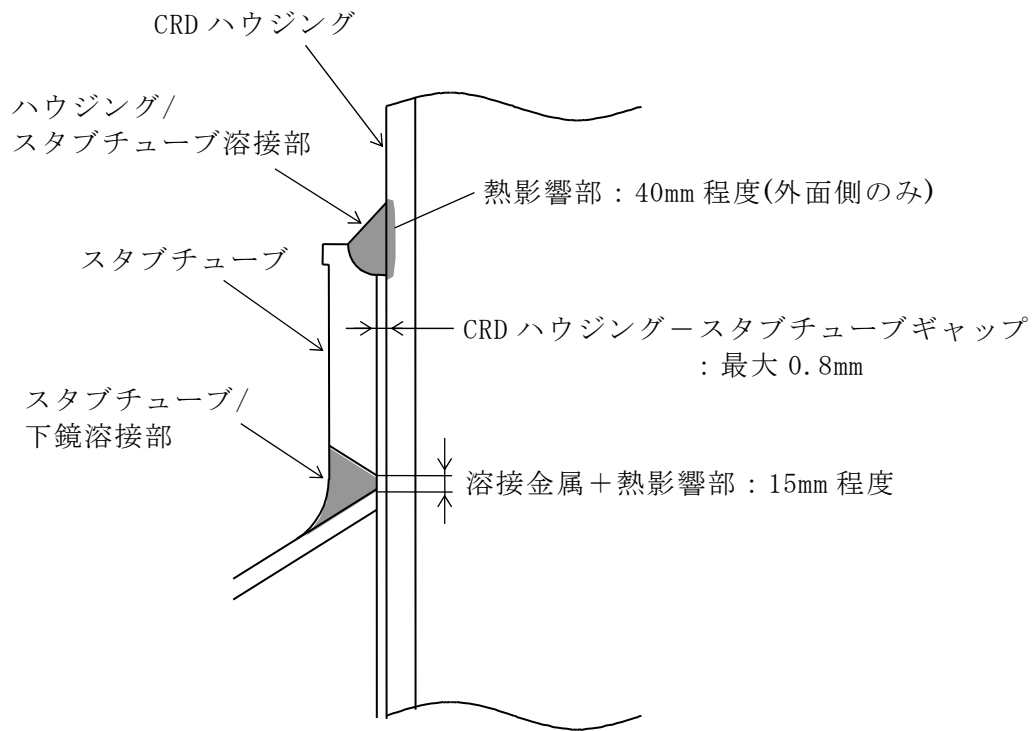 CRD ハウジング
ハウジング/
スタブチューブ溶接部
熱影響部：40mm 程度(外面側のみ)
スタブチューブ
CRD ハウジング－スタブチューブギャップ
：最大 0.8mm
スタブチューブ/
下鏡溶接部
溶接金属＋熱影響部：15mm 程度